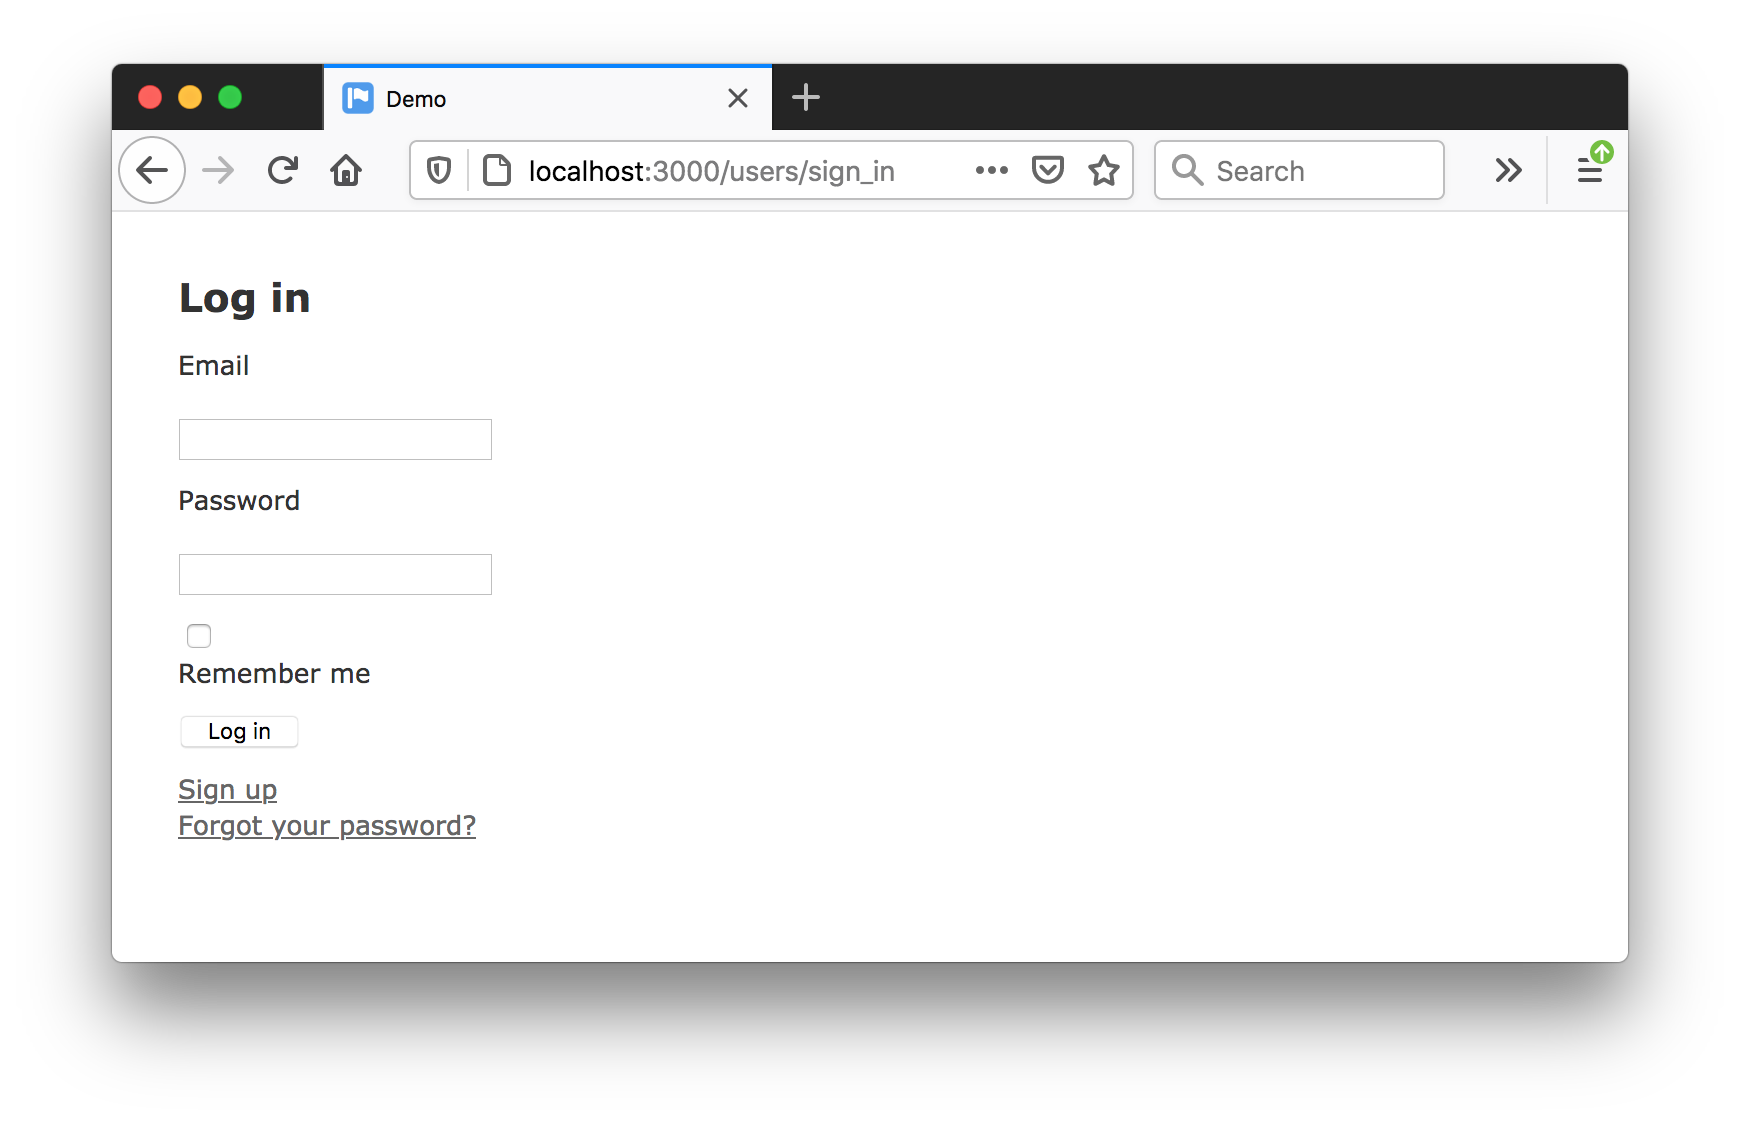 Demo
localhost:3000/users/sign_in
Search
Log in
Email
Password
Remember me
Log in
Sign up
Forgot your password?